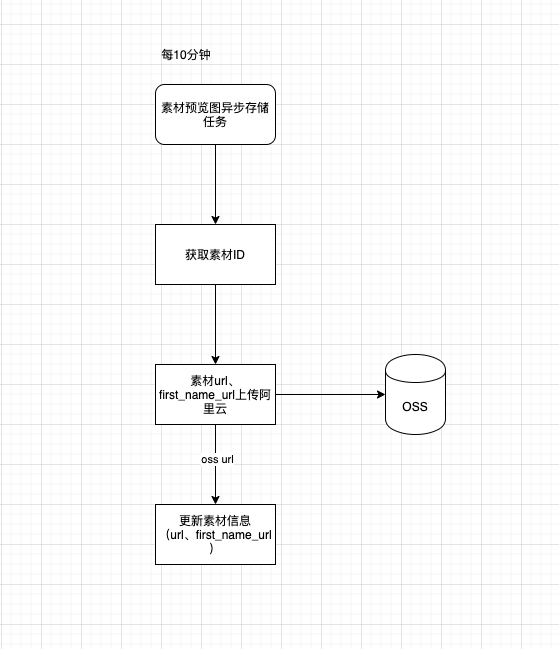 每10分钟
素材预览图异步存储
任务
获取素材ID
素材url、
first_name_url上传阿
里云
OSS
oss url
更新素材信息
（url、first_name_url
）